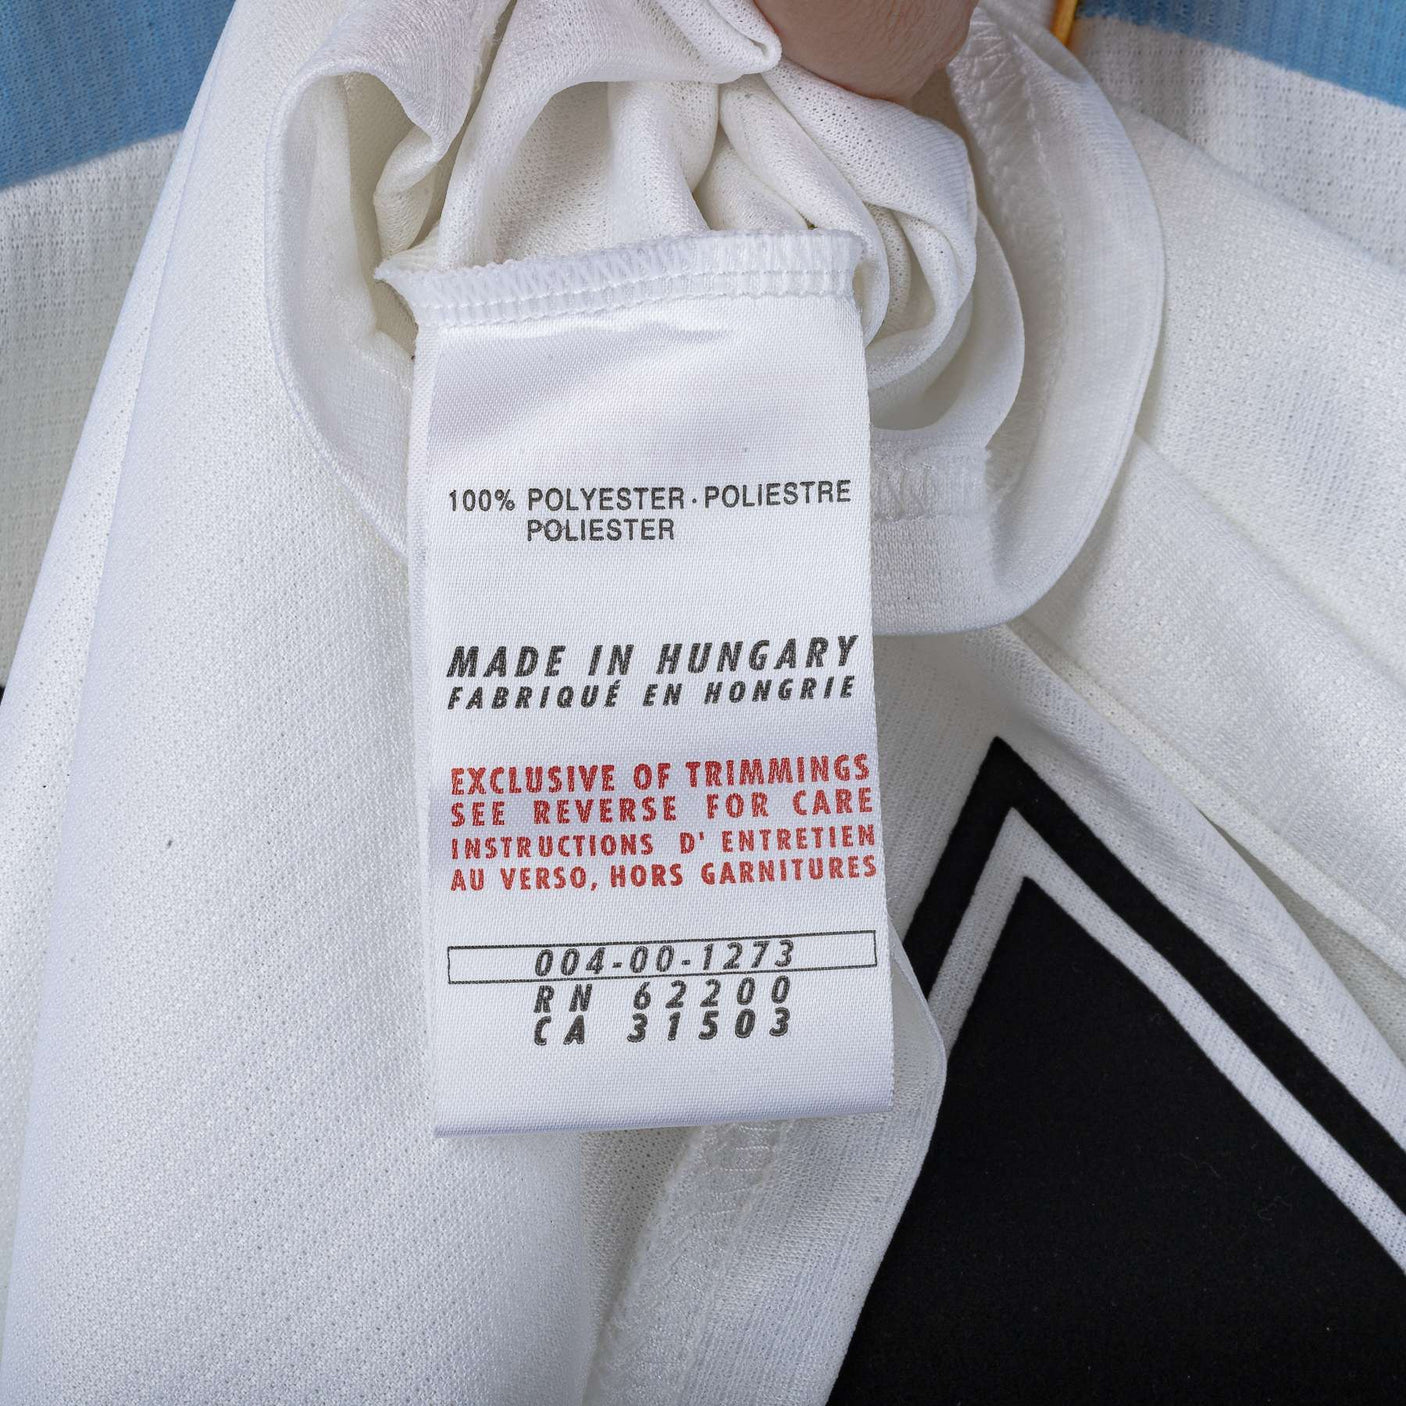 100% POLYESTER · POLIESTRE
POLIESTER
MADE IN HUNGARY
FABRIQUÉ EN HONGRIE
EXCLUSIVE OF TRIMMINGS
SEE REVERSE FOR CARE
INSTRUCTIONS D' ENTRETIEN
AU VERSO, HORS GARNITURES
004-00-1273
RN 62200
CA 31503